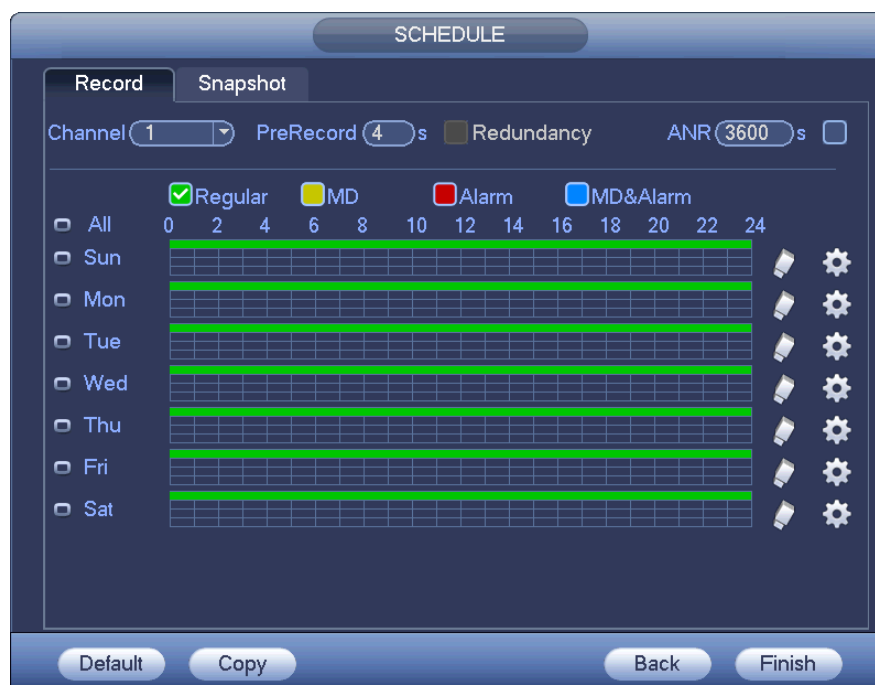 SCHEDULE
Record Snapshot
Channel 1 PreRecord 4 s Redundancy ANR 3600 s
Regular MD Alarm MD&Alarm
All 0 2 4 6 8 10 12 14 16 18 20 22 24
Sun
Mon
Tue
Wed
Thu
Fri
Sat
Default Copy Back Finish